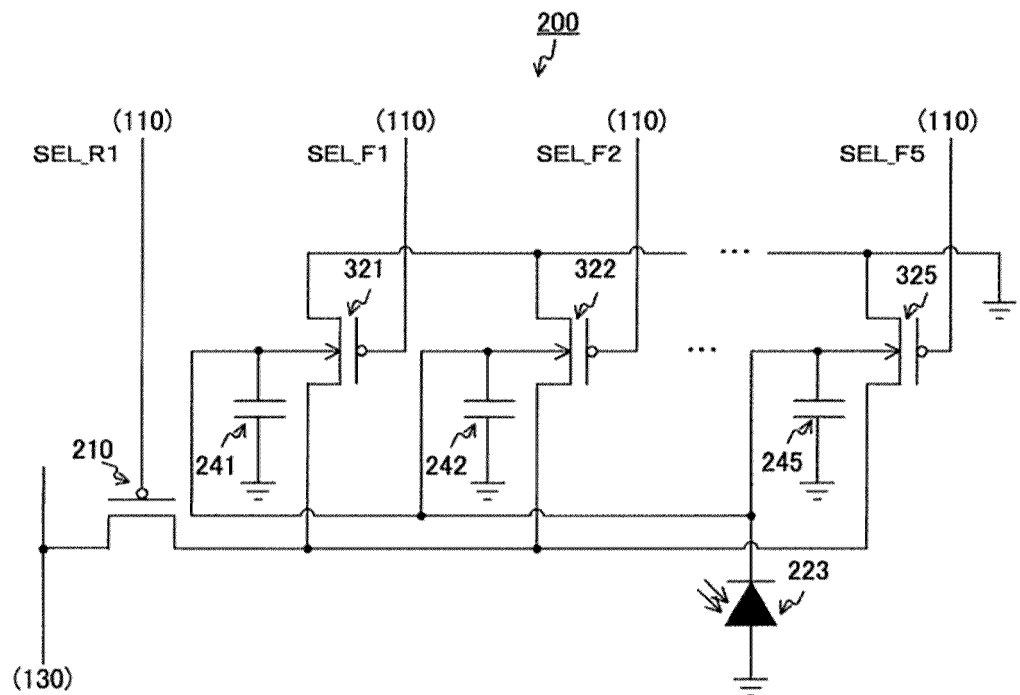 200
(110) (110) (110) (110)
SEL_R1 SEL_F1 SEL_F2 SEL_F5
...
321 322 325
...
210 241 242 245
223
(130)